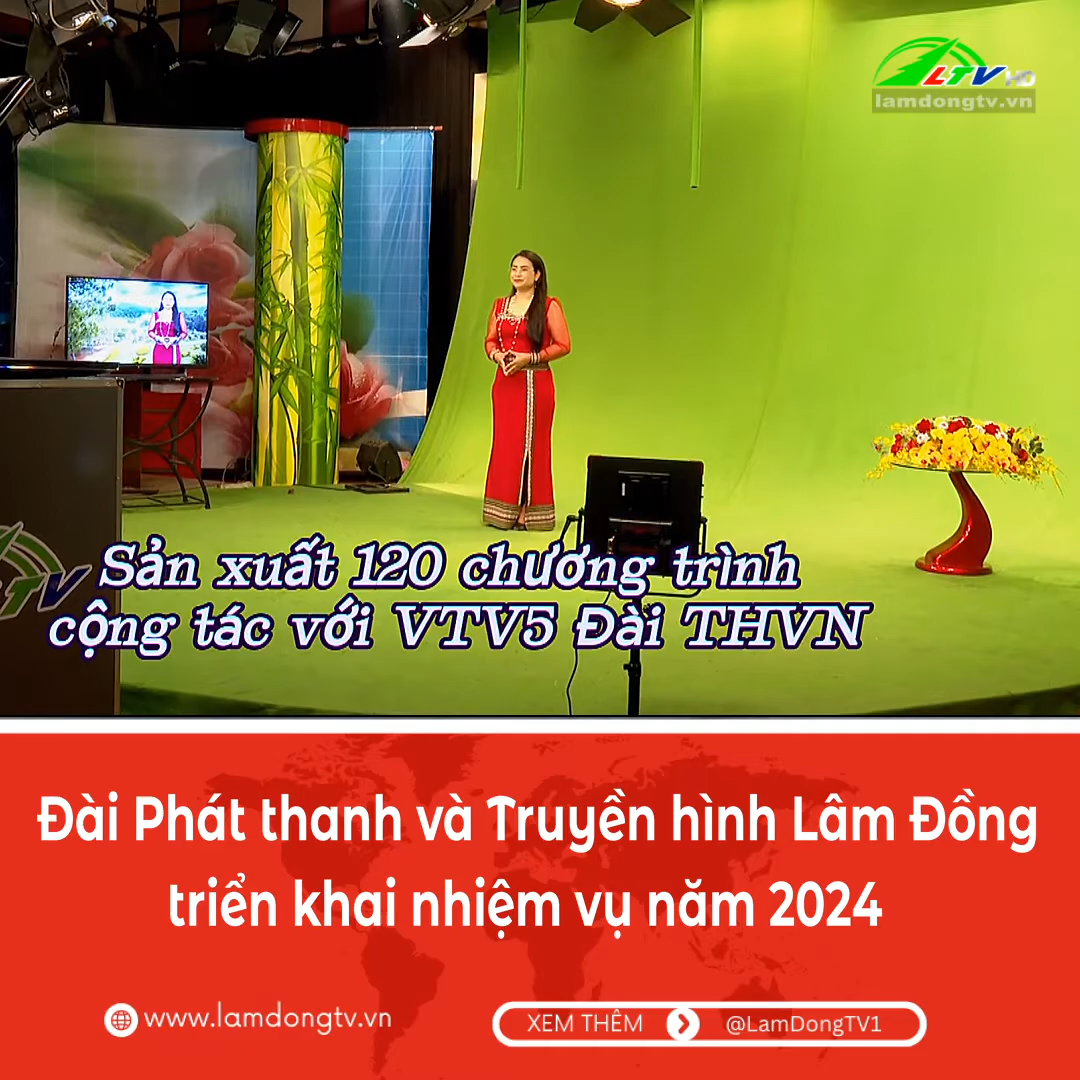 LTV HD
lamdongtv.vn
Sản xuất 120 chương trình
cộng tác với VTV5 Đài THVN
Đài Phát thanh và Truyền hình Lâm Đồng
triển khai nhiệm vụ năm 2024
www.lamdongtv.vn
XEM THÊM
@LamDongTV1